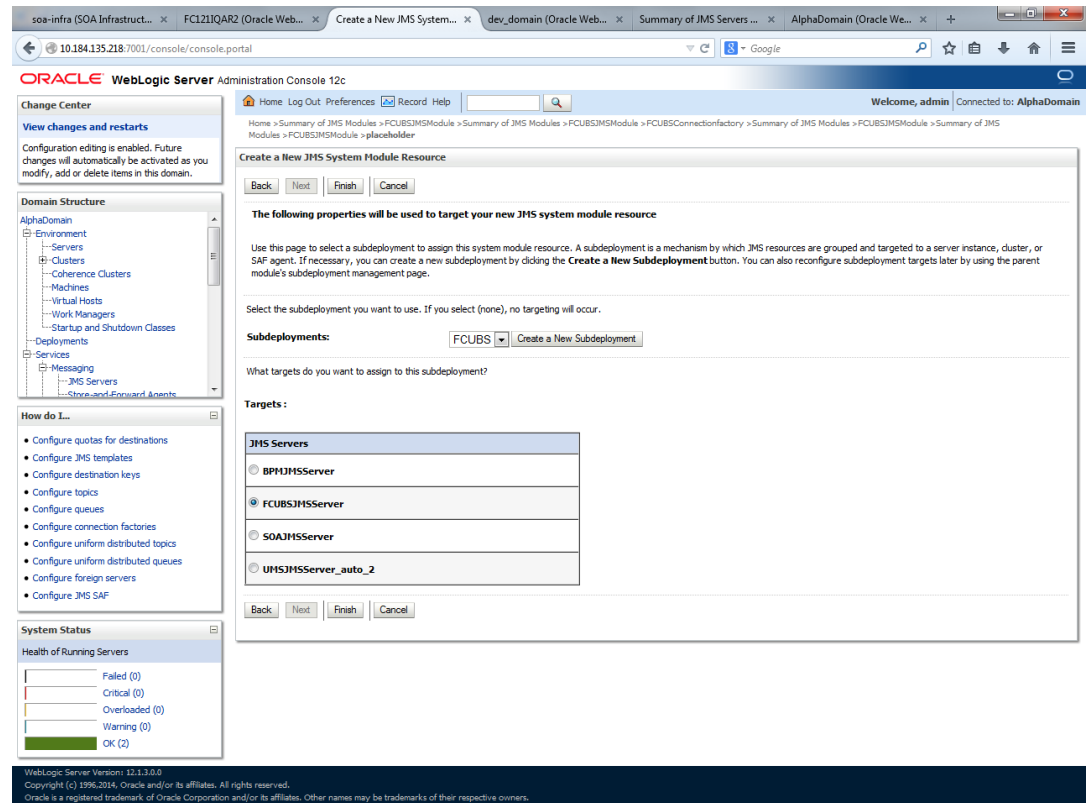 soa-infra (SOA Infrastruct... × FC121IQAR2 (Oracle Web... × Create a New JMS System... × dev_domain (Oracle Web... × Summary of JMS Servers ... × AlphaDomain (Oracle We... × +
10.184.135.218:7001/console/console.portal
Google
ORACLE WebLogic Server Administration Console 12c
Change Center
View changes and restarts
Configuration editing is enabled. Future
changes will automatically be activated as you
modify, add or delete items in this domain.
Domain Structure
AlphaDomain
Environment
Servers
Clusters
Coherence Clusters
Machines
Virtual Hosts
Work Managers
Startup and Shutdown Classes
Deployments
Services
Messaging
JMS Servers
Store-and-Forward Agents
How do I...
Configure quotas for destinations
Configure JMS templates
Configure destination keys
Configure topics
Configure queues
Configure connection factories
Configure uniform distributed topics
Configure uniform distributed queues
Configure foreign servers
Configure JMS SAF
System Status
Health of Running Servers
Failed (0)
Critical (0)
Overloaded (0)
Warning (0)
OK (2)
Home Log Out Preferences Record Help
Welcome, admin Connected to: AlphaDomain
Home >Summary of JMS Modules >FCUBSJMSModule >Summary of JMS Modules >FCUBSJMSModule >FCUBSConnectionfactory >Summary of JMS Modules >FCUBSJMSModule >Summary of JMS
Modules >FCUBSJMSModule >placeholder
Create a New JMS System Module Resource
Back Next Finish Cancel
The following properties will be used to target your new JMS system module resource
Use this page to select a subdeployment to assign this system module resource. A subdeployment is a mechanism by which JMS resources are grouped and targeted to a server instance, cluster, or
SAF agent. If necessary, you can create a new subdeployment by clicking the Create a New Subdeployment button. You can also reconfigure subdeployment targets later by using the parent
module's subdeployment management page.
Select the subdeployment you want to use. If you select (none), no targeting will occur.
Subdeployments: FCUBS Create a New Subdeployment
What targets do you want to assign to this subdeployment?
Targets :
JMS Servers
BPMJMSServer
FCUBSJMSServer
SOAJMSServer
UMSJMSServer_auto_2
Back Next Finish Cancel
WebLogic Server Version: 12.1.3.0.0
Copyright (c) 1996,2014, Oracle and/or its affiliates. All rights reserved.
Oracle is a registered trademark of Oracle Corporation and/or its affiliates. Other names may be trademarks of their respective owners.